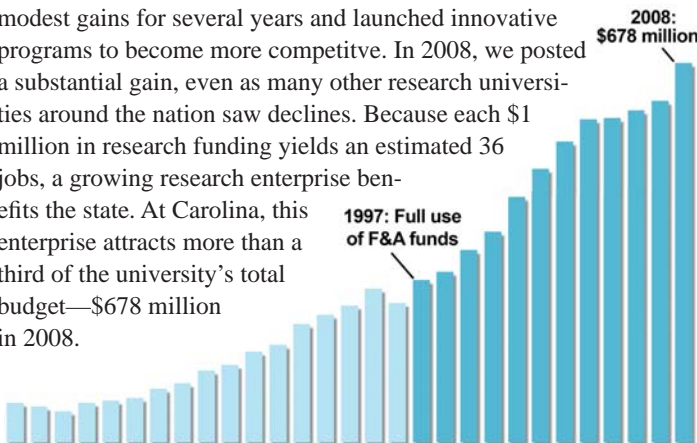 modest gains for several years and launched innovative
programs to become more competitve. In 2008, we posted
a substantial gain, even as many other research universi-
ties around the nation saw declines. Because each $1
million in research funding yields an estimated 36
jobs, a growing research enterprise ben-
efits the state. At Carolina, this
enterprise attracts more than a
third of the university’s total
budget—$678 million
in 2008.
1997: Full use
of F&A funds
2008:
$678 million